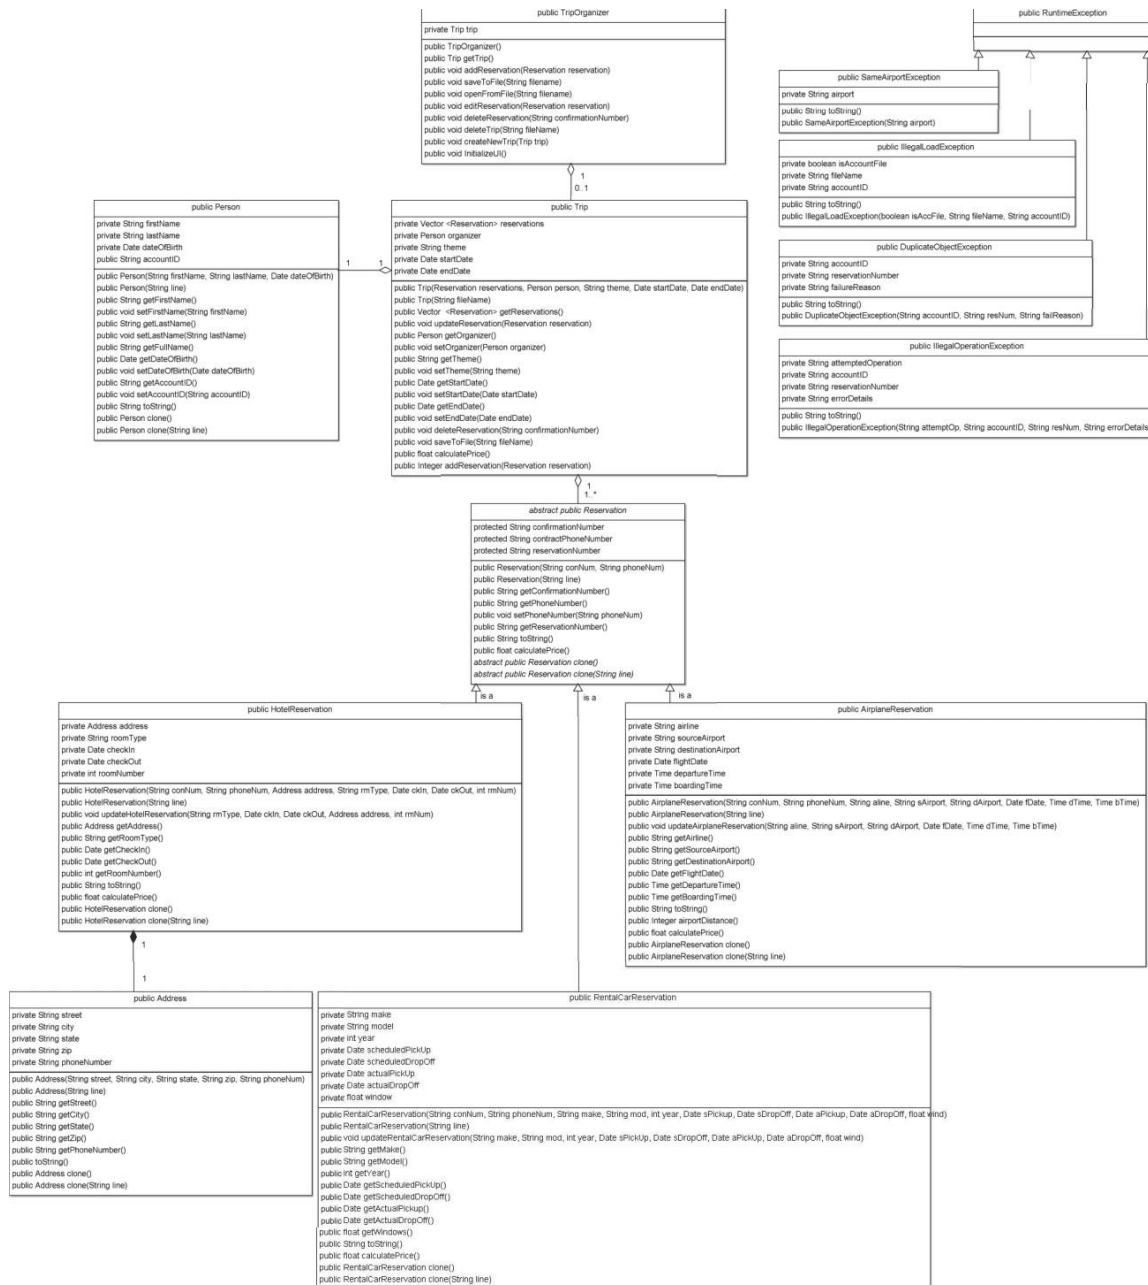 public TripOrganizer
private Trip trip
public TripOrganizer()
public Trip getTrip()
public void addReservation(Reservation reservation)
public void saveToFile(String filename)
public void openFromFile(String filename)
public void editReservation(Reservation reservation)
public void deleteReservation(String confirmationNumber)
public void deleteTrip(String fileName)
public void createNewTrip(Trip trip)
public void InitializeUI()
1
0..1
public RuntimeException
public SameAirportException
private String airport
public String toString()
public SameAirportException(String airport)
public IllegalLoadException
private boolean isAccountFile
private String fileName
private String accountID
public String toString()
public IllegalLoadException(boolean isAccFile, String fileName, String accountID)
public DuplicateObjectException
private String accountID
private String reservationNumber
private String failureReason
public String toString()
public DuplicateObjectException(String accountID, String resNum, String failReason)
public IllegalOperationException
private String attemptedOperation
private String accountID
private String reservationNumber
private String errorDetails
public String toString()
public IllegalOperationException(String attemptOp, String accountID, String resNum, String errorDetails
public Person
private String firstName
private String lastName
private Date dateOfBirth
public String accountID
public Person(String firstName, String lastName, Date dateOfBirth)
public Person(String line)
public String getFirstName()
public void setFirstName(String firstName)
public String getLastName()
public void setLastName(String lastName)
public String getFullName()
public Date getDateOfBirth()
public void setDateOfBirth(Date dateOfBirth)
public String getAccountID()
public void setAccountID(String accountID)
public String toString()
public Person clone()
public Person clone(String line)
1
1
public Trip
private Vector <Reservation> reservations
private Person organizer
private String theme
private Date startDate
private Date endDate
public Trip(Reservation reservations, Person person, String theme, Date startDate, Date endDate)
public Trip(String fileName)
public Vector <Reservation> getReservations()
public void updateReservation(Reservation reservation)
public Person getOrganizer()
public void setOrganizer(Person organizer)
public String getTheme()
public void setTheme(String theme)
public Date getStartDate()
public void setStartDate(Date startDate)
public Date getEndDate()
public void setEndDate(Date endDate)
public void deleteReservation(String confirmationNumber)
public void saveToFile(String fileName)
public float calculatePrice()
public Integer addReservation(Reservation reservation)
1
1..*
abstract public Reservation
protected String confirmationNumber
protected String contractPhoneNumber
protected String reservationNumber
public Reservation(String conNum, String phoneNum)
public Reservation(String line)
public String getConfirmationNumber()
public String getPhoneNumber()
public void setPhoneNumber(String phoneNum)
public String getReservationNumber()
public String toString()
public float calculatePrice()
abstract public Reservation clone()
abstract public Reservation clone(String line)
is a
is a
is a
public HotelReservation
private Address address
private String roomType
private Date checkIn
private Date checkOut
private int roomNumber
public HotelReservation(String conNum, String phoneNum, Address address, String rmType, Date ckIn, Date ckOut, int rmNum)
public HotelReservation(String line)
public void updateHotelReservation(String rmType, Date ckIn, Date ckOut, Address address, int rmNum)
public Address getAddress()
public String getRoomType()
public Date getCheckIn()
public Date getCheckOut()
public int getRoomNumber()
public String toString()
public float calculatePrice()
public HotelReservation clone()
public HotelReservation clone(String line)
1
1
public AirplaneReservation
private String airline
private String sourceAirport
private String destinationAirport
private Date flightDate
private Time departureTime
private Time boardingTime
public AirplaneReservation(String conNum, String phoneNum, String aline, String sAirport, String dAirport, Date fDate, Time dTime, Time bTime)
public AirplaneReservation(String line)
public void updateAirplaneReservation(String aline, String sAirport, String dAirport, Date fDate, Time dTime, Time bTime)
public String getAirline()
public String getSourceAirport()
public String getDestinationAirport()
public Date getFlightDate()
public Time getDepartureTime()
public Time getBoardingTime()
public String toString()
public Integer airportDistance()
public float calculatePrice()
public AirplaneReservation clone()
public AirplaneReservation clone(String line)
public Address
private String street
private String city
private String state
private String zip
private String phoneNumber
public Address(String street, String city, String state, String zip, String phoneNum)
public Address(String line)
public String getStreet()
public String getCity()
public String getState()
public String getZip()
public String getPhoneNumber()
public toString()
public Address clone()
public Address clone(String line)
public RentalCarReservation
private String make
private String model
private int year
private Date scheduledPickUp
private Date scheduledDropOff
private Date actualPickUp
private Date actualDropOff
private float window
public RentalCarReservation(String conNum, String phoneNum, String make, String mod, int year, Date sPickup, Date sDropOff, Date aPickup, Date aDropOff, float wind)
public RentalCarReservation(String line)
public void updateRentalCarReservation(String make, String mod, int year, Date sPickUp, Date sDropOff, Date aPickUp, Date aDropOff, float wind)
public String getMake()
public String getModel()
public int getYear()
public Date getScheduledPickUp()
public Date getScheduledDropOff()
public Date getActualPickup()
public Date getActualDropOff()
public float getWindows()
public String toString()
public float calculatePrice()
public RentalCarReservation clone()
public RentalCarReservation clone(String line)